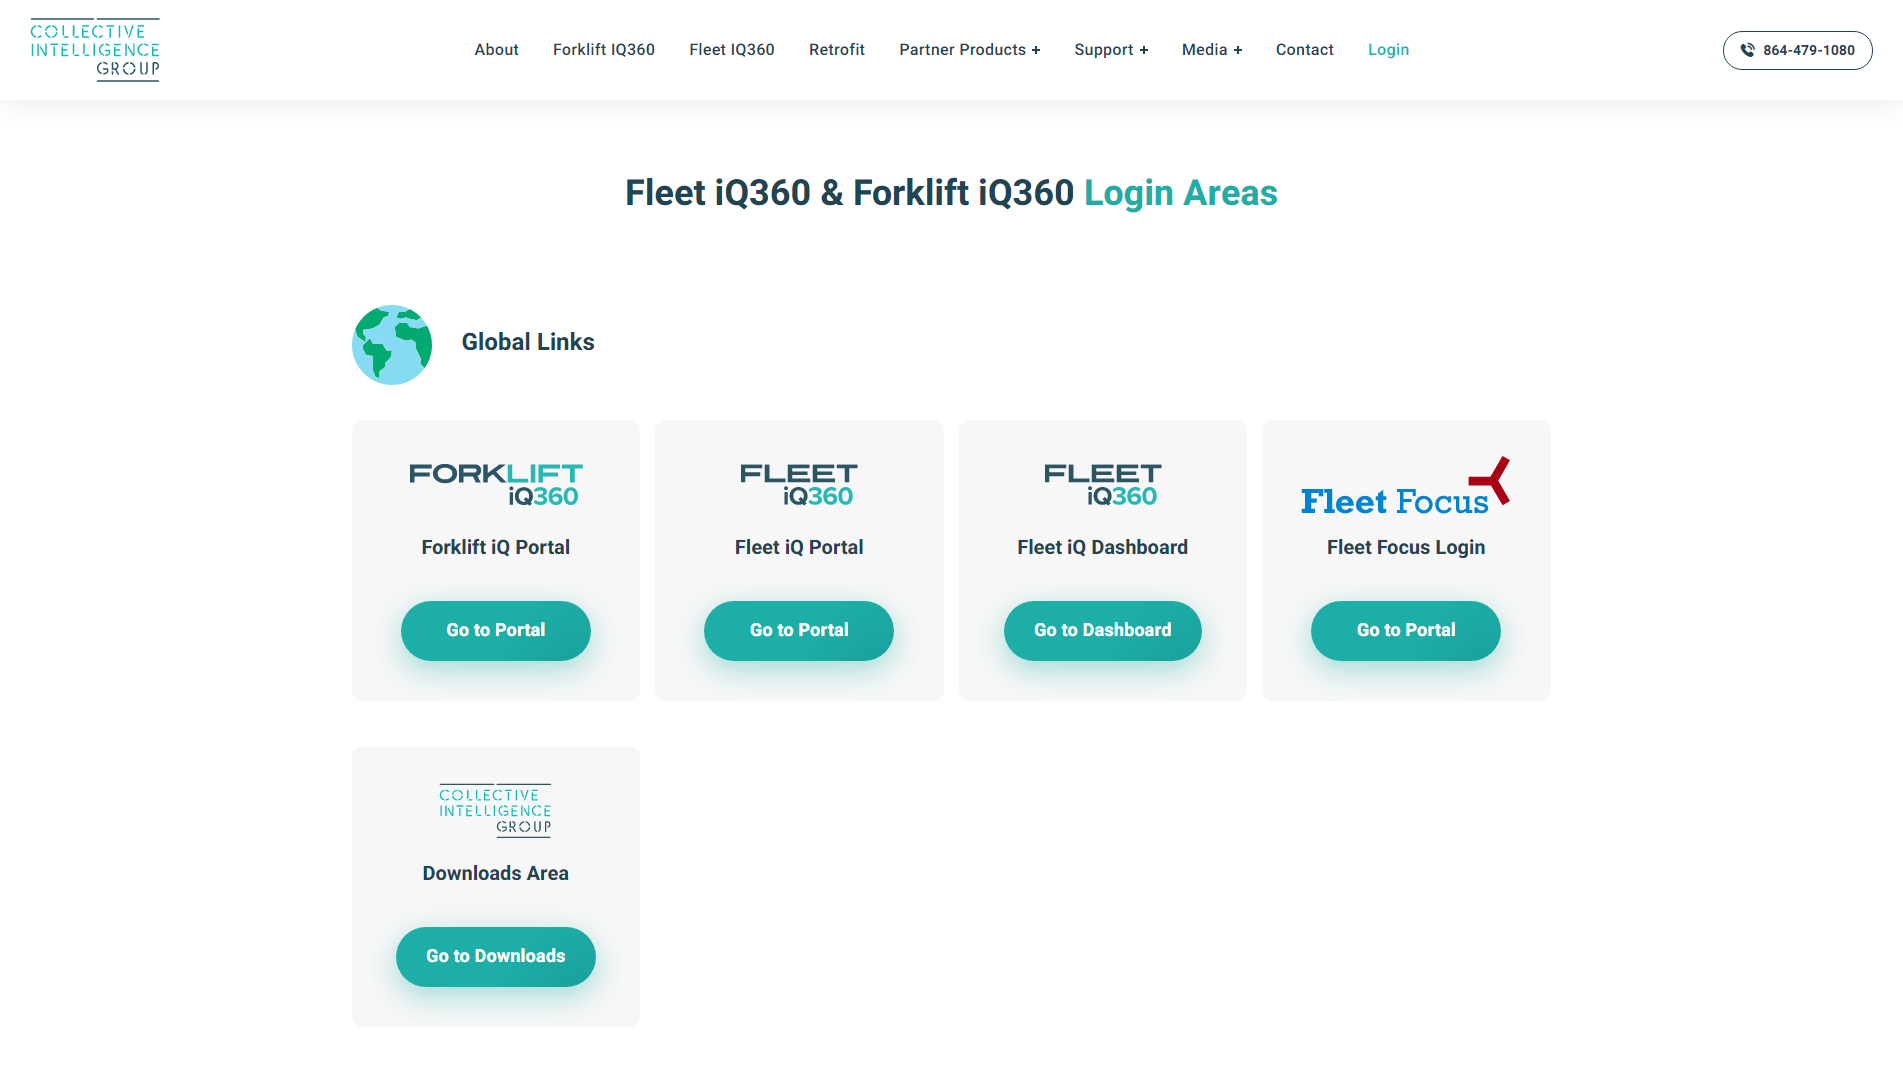 COLLECTIVE
INTELLIGENCE
GROUP
About Forklift IQ360 Fleet IQ360 Retrofit Partner Products + Support + Media + Contact Login
864-479-1080
Fleet iQ360 & Forklift iQ360 Login Areas
Global Links
FORKLIFT
iQ360
Forklift iQ Portal
Go to Portal
FLEET
iQ360
Fleet iQ Portal
Go to Portal
FLEET
iQ360
Fleet iQ Dashboard
Go to Dashboard
Fleet Focus
Fleet Focus Login
Go to Portal
COLLECTIVE
INTELLIGENCE
GROUP
Downloads Area
Go to Downloads